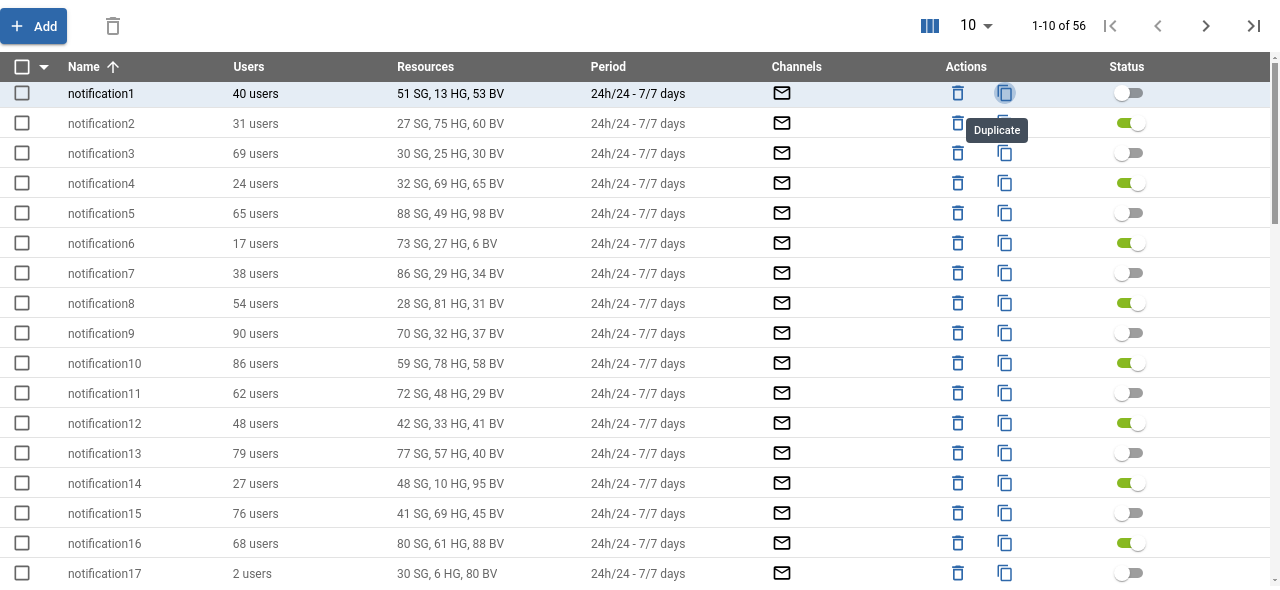 Add 10 1-10 of 56
Name Users Resources Period Channels Actions Status
notification1 40 users 51 SG, 13 HG, 53 BV 24h/24 - 7/7 days
notification2 31 users 27 SG, 75 HG, 60 BV 24h/24 - 7/7 days
Duplicate
notification3 69 users 30 SG, 25 HG, 30 BV 24h/24 - 7/7 days
notification4 24 users 32 SG, 69 HG, 65 BV 24h/24 - 7/7 days
notification5 65 users 88 SG, 49 HG, 98 BV 24h/24 - 7/7 days
notification6 17 users 73 SG, 27 HG, 6 BV 24h/24 - 7/7 days
notification7 38 users 86 SG, 29 HG, 34 BV 24h/24 - 7/7 days
notification8 54 users 28 SG, 81 HG, 31 BV 24h/24 - 7/7 days
notification9 90 users 70 SG, 32 HG, 37 BV 24h/24 - 7/7 days
notification10 86 users 59 SG, 78 HG, 58 BV 24h/24 - 7/7 days
notification11 62 users 72 SG, 48 HG, 29 BV 24h/24 - 7/7 days
notification12 48 users 42 SG, 33 HG, 41 BV 24h/24 - 7/7 days
notification13 79 users 77 SG, 57 HG, 40 BV 24h/24 - 7/7 days
notification14 27 users 48 SG, 10 HG, 95 BV 24h/24 - 7/7 days
notification15 76 users 41 SG, 69 HG, 45 BV 24h/24 - 7/7 days
notification16 68 users 80 SG, 61 HG, 88 BV 24h/24 - 7/7 days
notification17 2 users 30 SG, 6 HG, 80 BV 24h/24 - 7/7 days